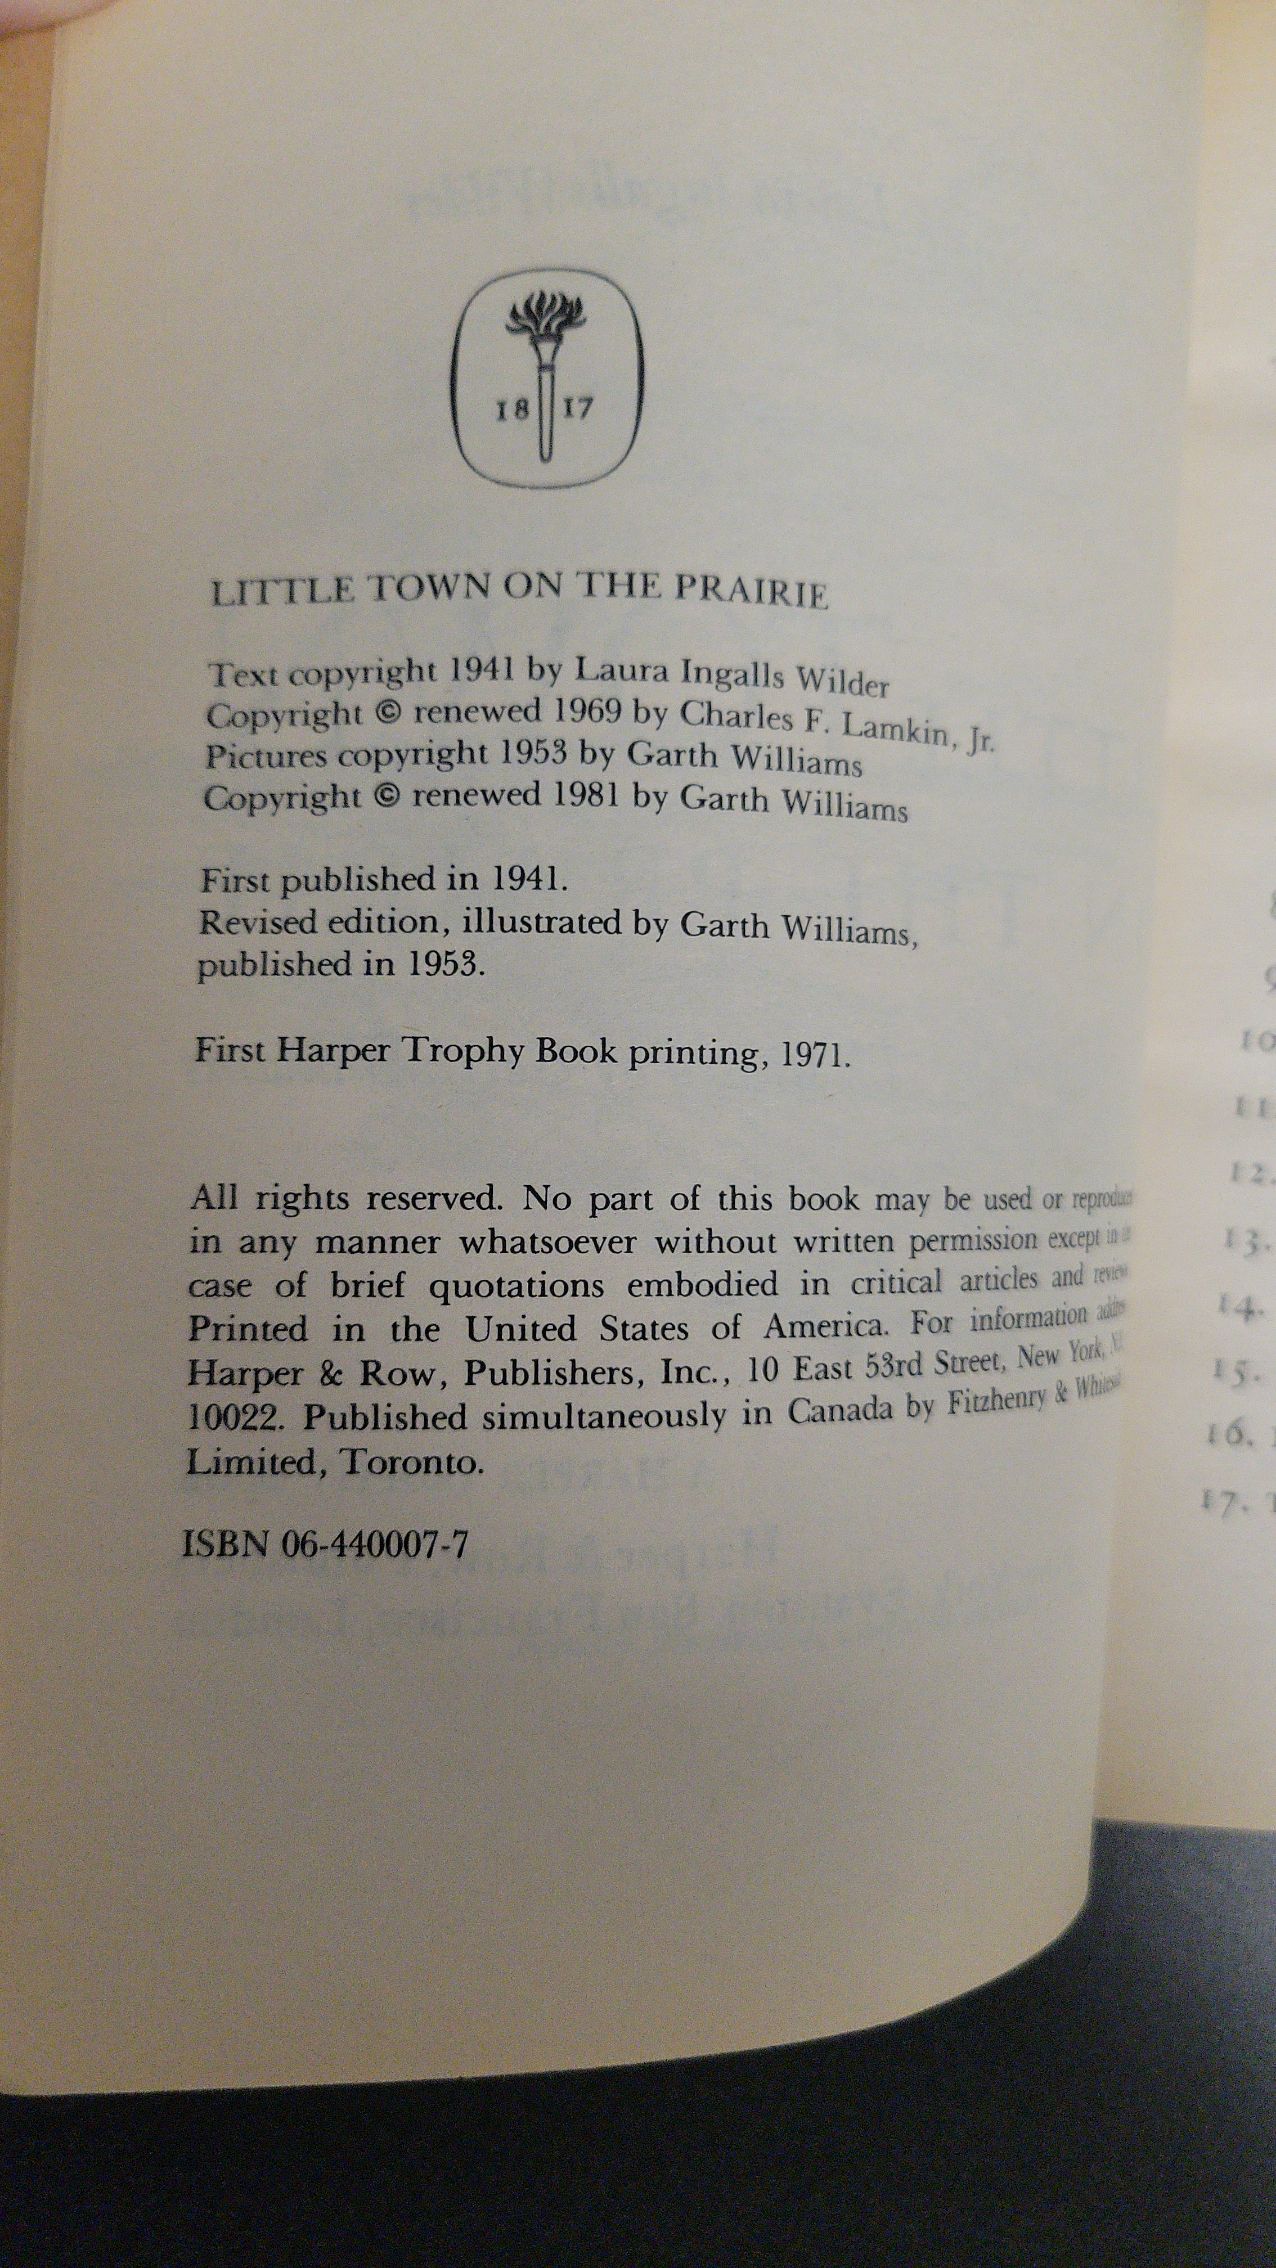 18 17
LITTLE TOWN ON THE PRAIRIE
Text copyright 1941 by Laura Ingalls Wilder
Copyright © renewed 1969 by Charles F. Lamkin, Jr.
Pictures copyright 1953 by Garth Williams
Copyright © renewed 1981 by Garth Williams
First published in 1941.
Revised edition, illustrated by Garth Williams,
published in 1953.
First Harper Trophy Book printing, 1971.
All rights reserved. No part of this book may be used or
in any manner whatsoever without written permission except in
case of brief quotations embodied in critical articles and
Printed in the United States of America. For information
Harper & Row, Publishers, Inc., 10 East 53rd Street, New York,
10022. Published simultaneously in Canada by Fitzhenry &
Limited, Toronto.
ISBN 06-440007-7
10
11
12.
13.
14.
15.
16.
17.